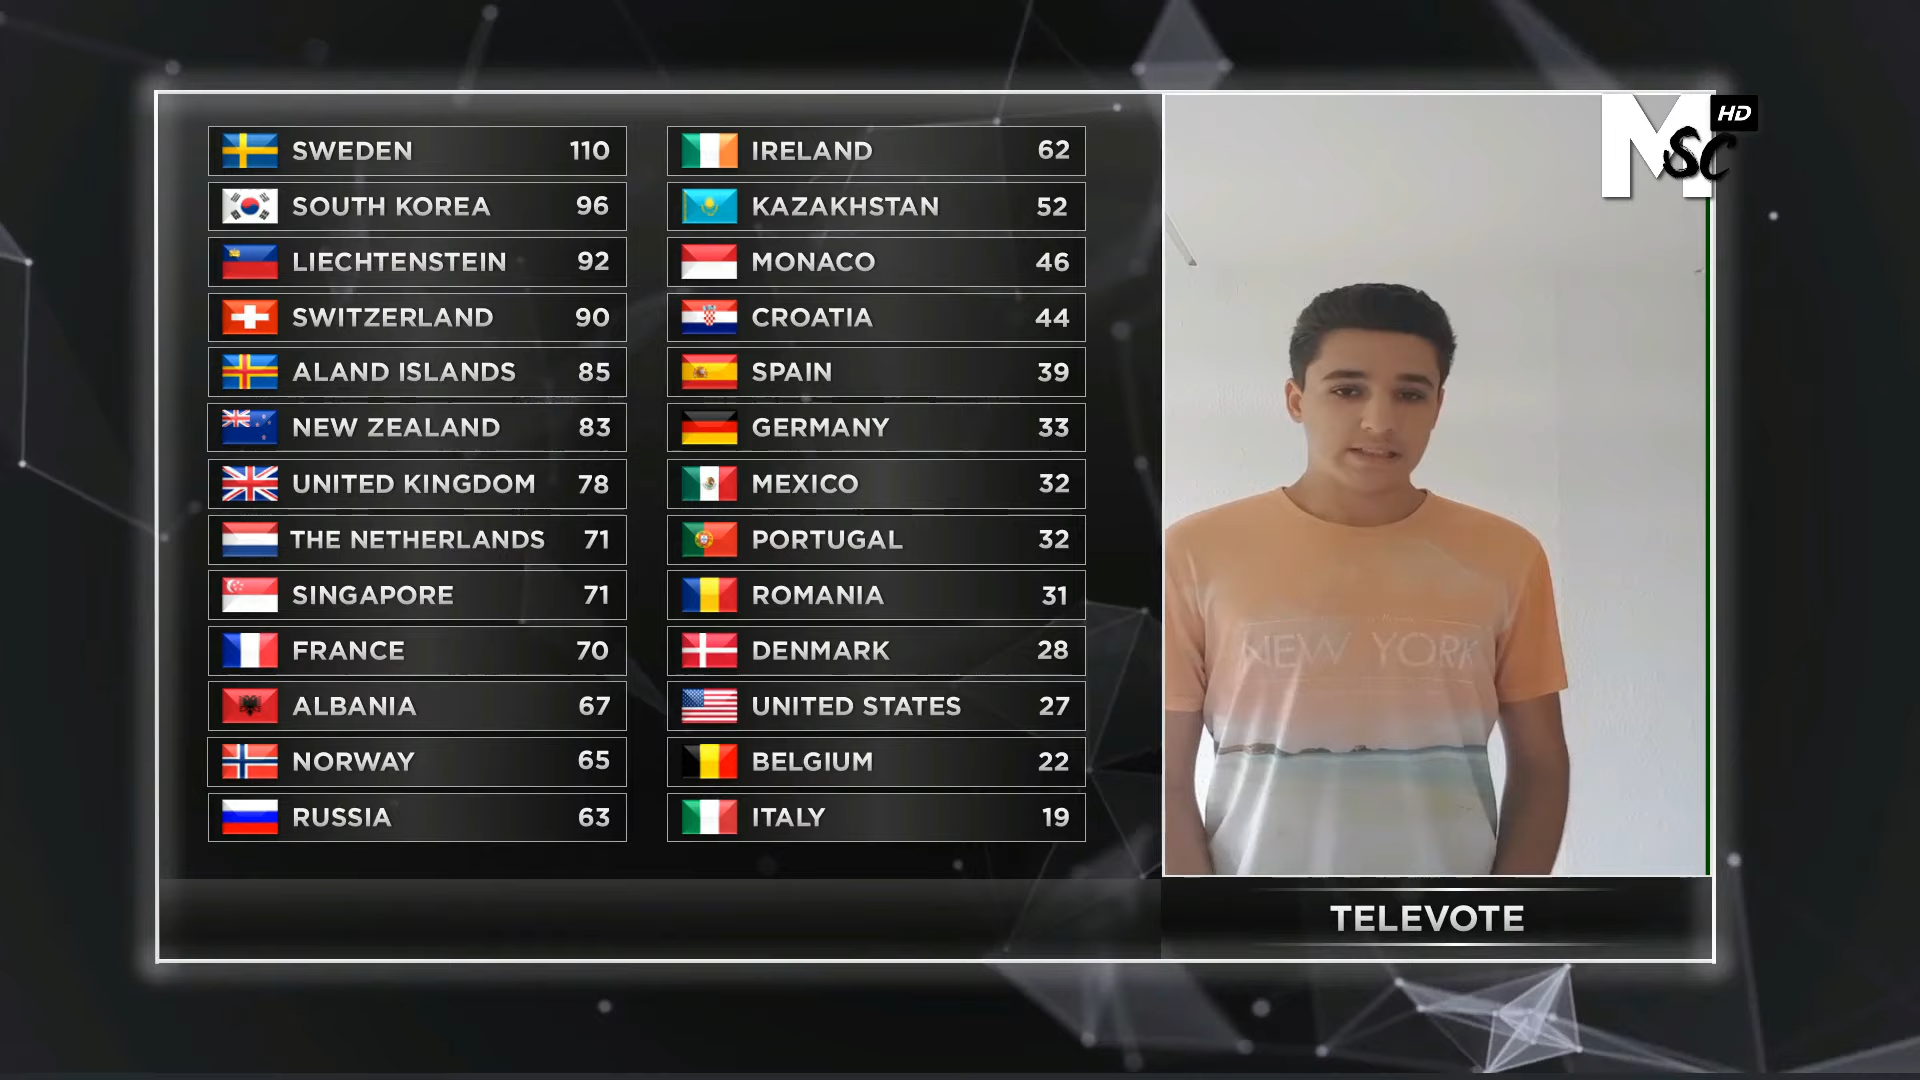 SWEDEN 110
SOUTH KOREA 96
LIECHTENSTEIN 92
SWITZERLAND 90
ALAND ISLANDS 85
NEW ZEALAND 83
UNITED KINGDOM 78
THE NETHERLANDS 71
SINGAPORE 71
FRANCE 70
ALBANIA 67
NORWAY 65
RUSSIA 63
IRELAND 62
KAZAKHSTAN 52
MONACO 46
CROATIA 44
SPAIN 39
GERMANY 33
MEXICO 32
PORTUGAL 32
ROMANIA 31
DENMARK 28
UNITED STATES 27
BELGIUM 22
ITALY 19
MSC HD
NEW YORK
TELEVOTE